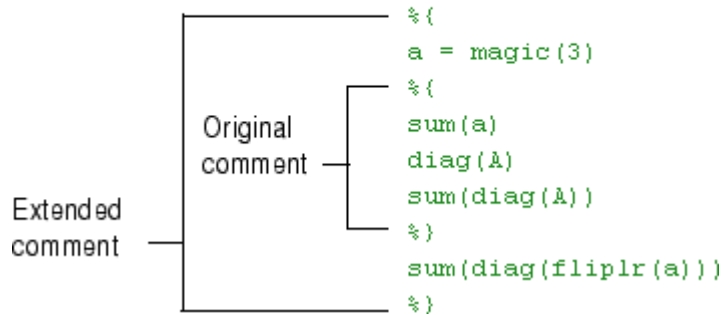 %{
a = magic(3)
%{
Original
comment
sum(a)
diag(A)
sum(diag(A))
%}
Extended
comment
sum(diag(fliplr(a)))
%}